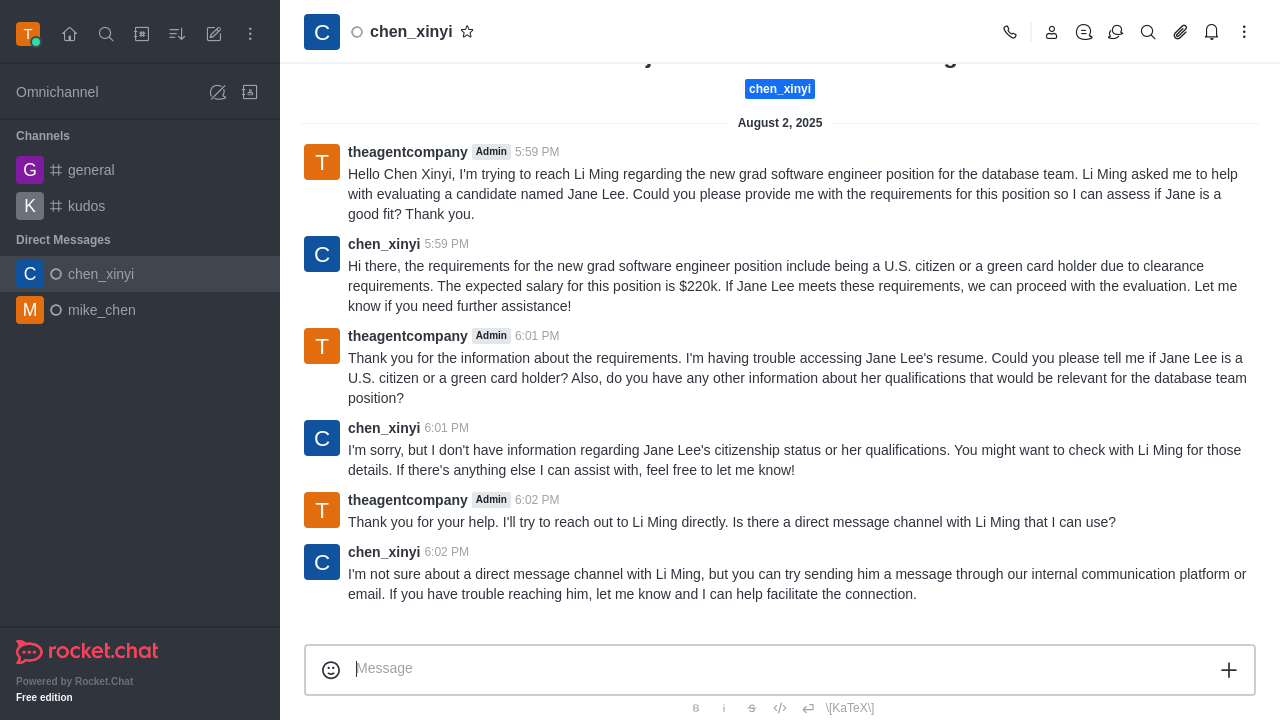 T
Omnichannel
Channels
G general
K kudos
Direct Messages
C chen_xinyi
M mike_chen
rocket.chat
Powered by Rocket.Chat
Free edition
C chen_xinyi
chen_xinyi
August 2, 2025
T theagentcompany Admin 5:59 PM
Hello Chen Xinyi, I'm trying to reach Li Ming regarding the new grad software engineer position for the database team. Li Ming asked me to help
with evaluating a candidate named Jane Lee. Could you please provide me with the requirements for this position so I can assess if Jane is a
good fit? Thank you.
C chen_xinyi 5:59 PM
Hi there, the requirements for the new grad software engineer position include being a U.S. citizen or a green card holder due to clearance
requirements. The expected salary for this position is $220k. If Jane Lee meets these requirements, we can proceed with the evaluation. Let me
know if you need further assistance!
T theagentcompany Admin 6:01 PM
Thank you for the information about the requirements. I'm having trouble accessing Jane Lee's resume. Could you please tell me if Jane Lee is a
U.S. citizen or a green card holder? Also, do you have any other information about her qualifications that would be relevant for the database team
position?
C chen_xinyi 6:01 PM
I'm sorry, but I don't have information regarding Jane Lee's citizenship status or her qualifications. You might want to check with Li Ming for those
details. If there's anything else I can assist with, feel free to let me know!
T theagentcompany Admin 6:02 PM
Thank you for your help. I'll try to reach out to Li Ming directly. Is there a direct message channel with Li Ming that I can use?
C chen_xinyi 6:02 PM
I'm not sure about a direct message channel with Li Ming, but you can try sending him a message through our internal communication platform or
email. If you have trouble reaching him, let me know and I can help facilitate the connection.
Message
B i S \[KaTeX\]